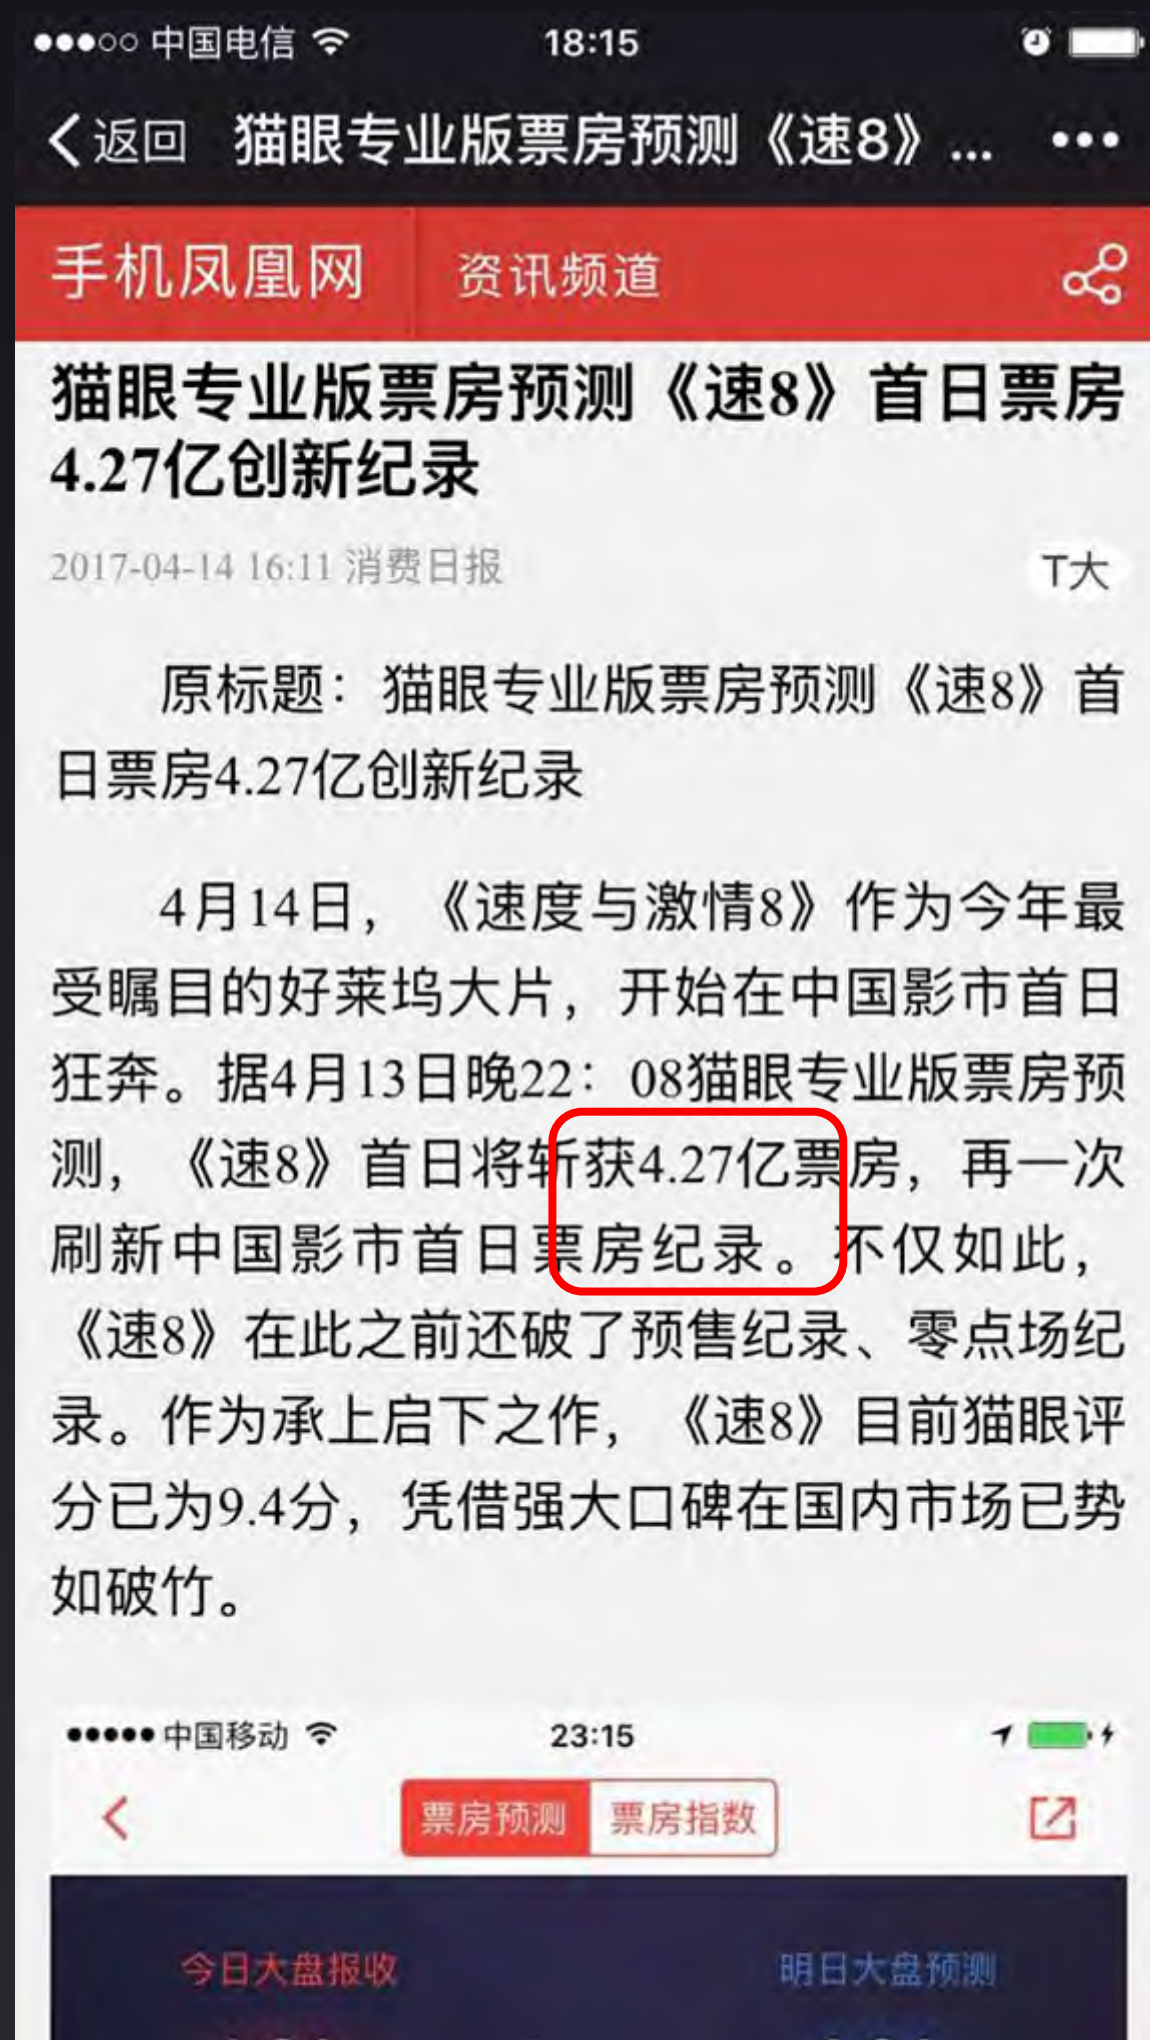 中国电信 18:15
返回 猫眼专业版票房预测《速8》... •••
手机凤凰网 资讯频道
猫眼专业版票房预测《速8》首日票房
4.27亿创新纪录
2017-04-14 16:11 消费日报 T大
原标题：猫眼专业版票房预测《速8》首
日票房4.27亿创新纪录
4月14日，《速度与激情8》作为今年最
受瞩目的好莱坞大片，开始在中国影市首日
狂奔。据4月13日晚22：08猫眼专业版票房预
测，《速8》首日将斩获4.27亿票房，再一次
刷新中国影市首日票房纪录。不仅如此，
《速8》在此之前还破了预售纪录、零点场纪
录。作为承上启下之作，《速8》目前猫眼评
分已为9.4分，凭借强大口碑在国内市场已势
如破竹。
中国移动 23:15
票房预测 票房指数
今日大盘报收 明日大盘预测